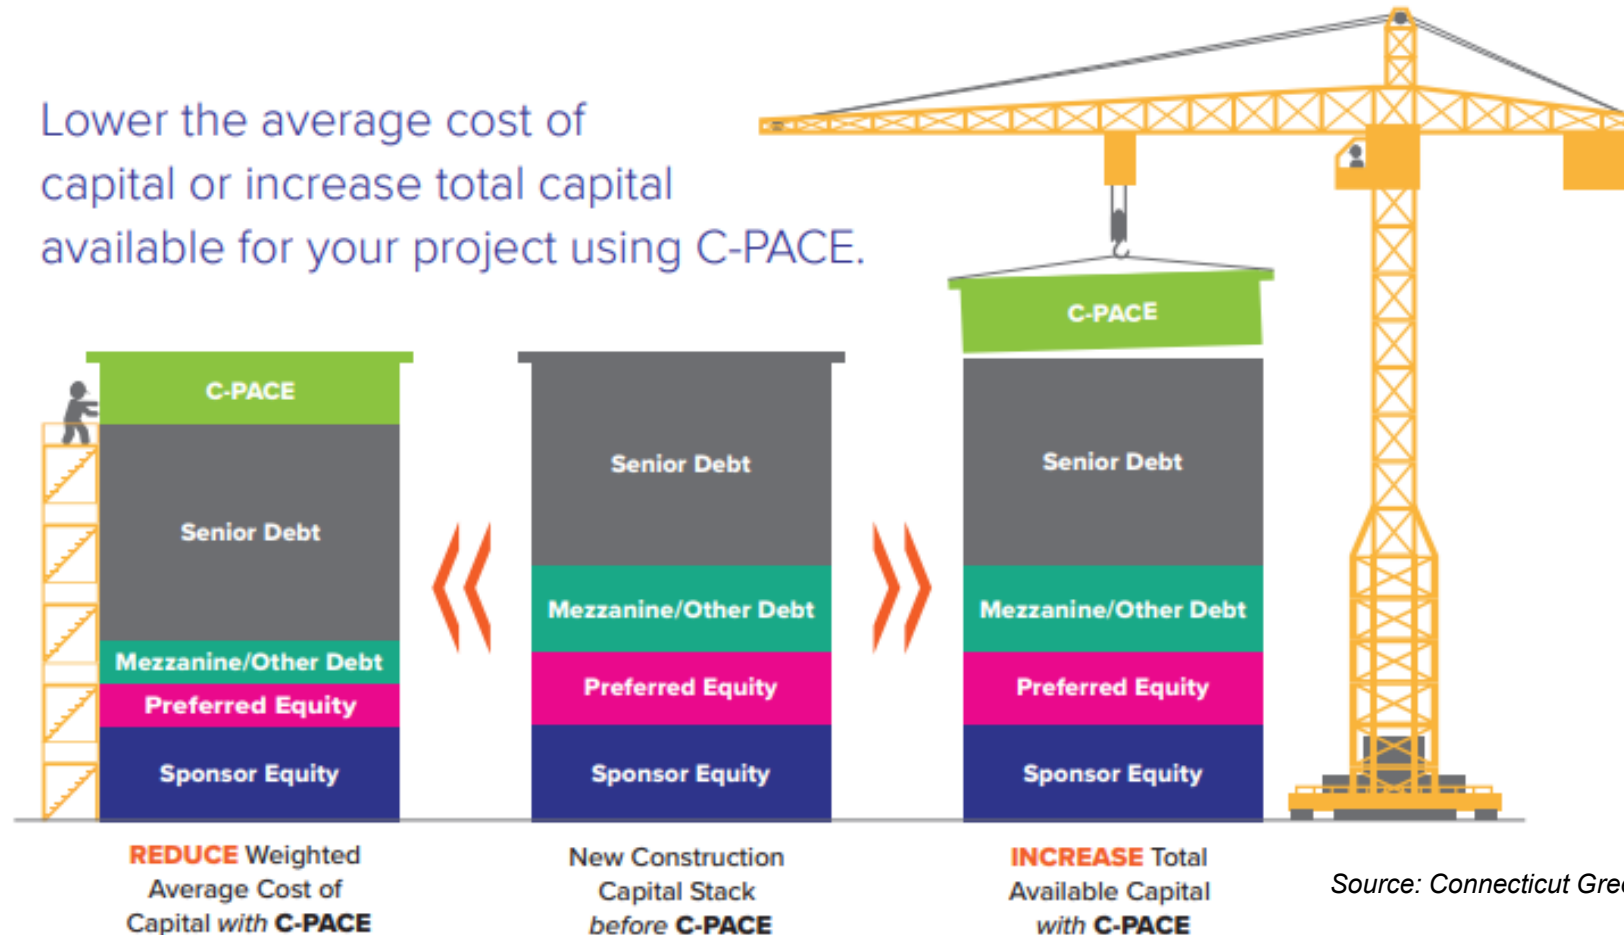 Lower the average cost of
capital or increase total capital
available for your project using C-PACE.
C-PACE
Senior Debt
Mezzanine/Other Debt
Preferred Equity
Sponsor Equity
REDUCE Weighted
Average Cost of
Capital with C-PACE
Senior Debt
Mezzanine/Other Debt
Preferred Equity
Sponsor Equity
New Construction
Capital Stack
before C-PACE
C-PACE
Senior Debt
Mezzanine/Other Debt
Preferred Equity
Sponsor Equity
INCREASE Total
Available Capital
with C-PACE
Source: Connecticut